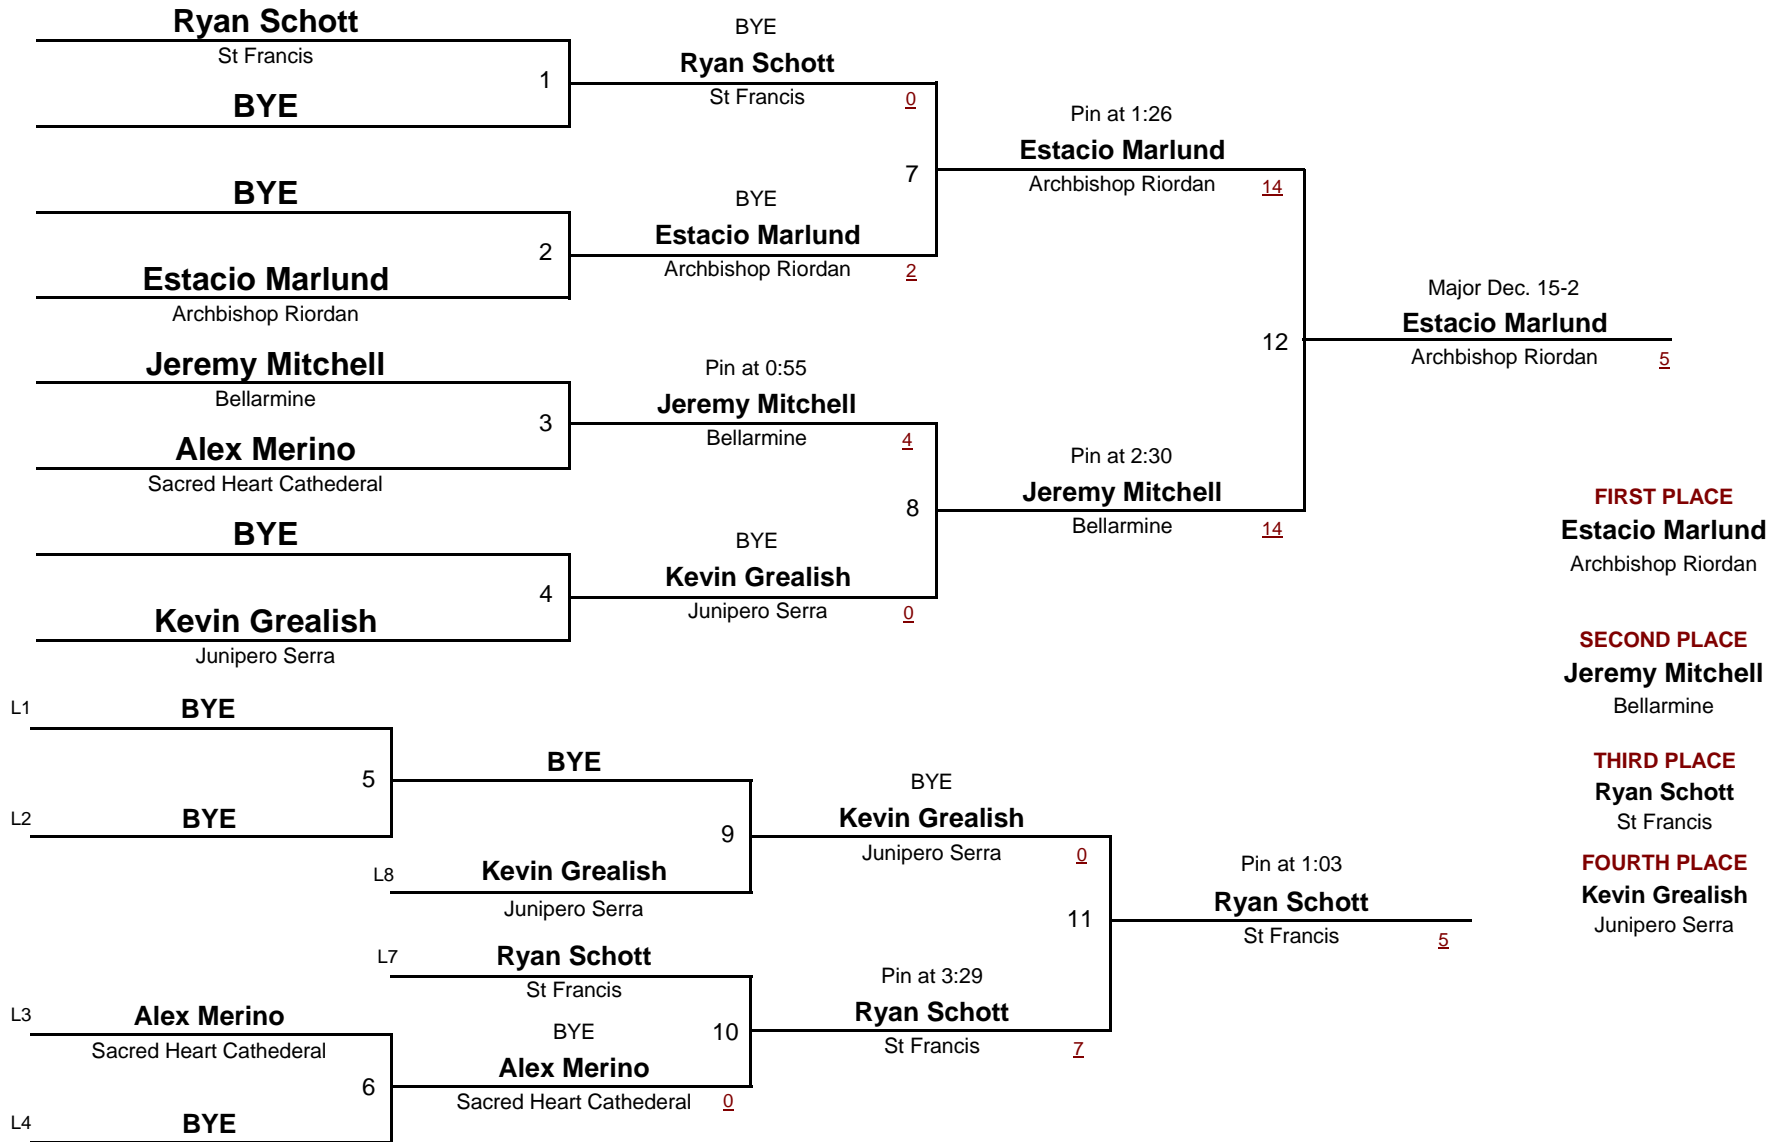 Ryan Schott
St Francis
1
BYE
BYE
2
Estacio Marlund
Archbishop Riordan
Jeremy Mitchell
Bellarmine
3
Alex Merino
Sacred Heart Cathederal
BYE
4
Kevin Grealish
Junipero Serra
BYE
Ryan Schott
St Francis 0
7
BYE
Estacio Marlund
Archbishop Riordan 2
Pin at 0:55
Jeremy Mitchell
Bellarmine 4
8
BYE
Kevin Grealish
Junipero Serra 0
Pin at 1:26
Estacio Marlund
Archbishop Riordan 14
12
Pin at 2:30
Jeremy Mitchell
Bellarmine 14
Major Dec. 15-2
Estacio Marlund
Archbishop Riordan 5
FIRST PLACE
Estacio Marlund
Archbishop Riordan
SECOND PLACE
Jeremy Mitchell
Bellarmine
THIRD PLACE
Ryan Schott
St Francis
FOURTH PLACE
Kevin Grealish
Junipero Serra
L1 BYE
5
L2 BYE
BYE
9
L8 Kevin Grealish
Junipero Serra
L7 Ryan Schott
St Francis
L3 Alex Merino
Sacred Heart Cathederal
6
L4 BYE
BYE
10
Alex Merino
Sacred Heart Cathederal 0
BYE
Kevin Grealish
Junipero Serra 0
11
Pin at 3:29
Ryan Schott
St Francis 7
Pin at 1:03
Ryan Schott
St Francis 5